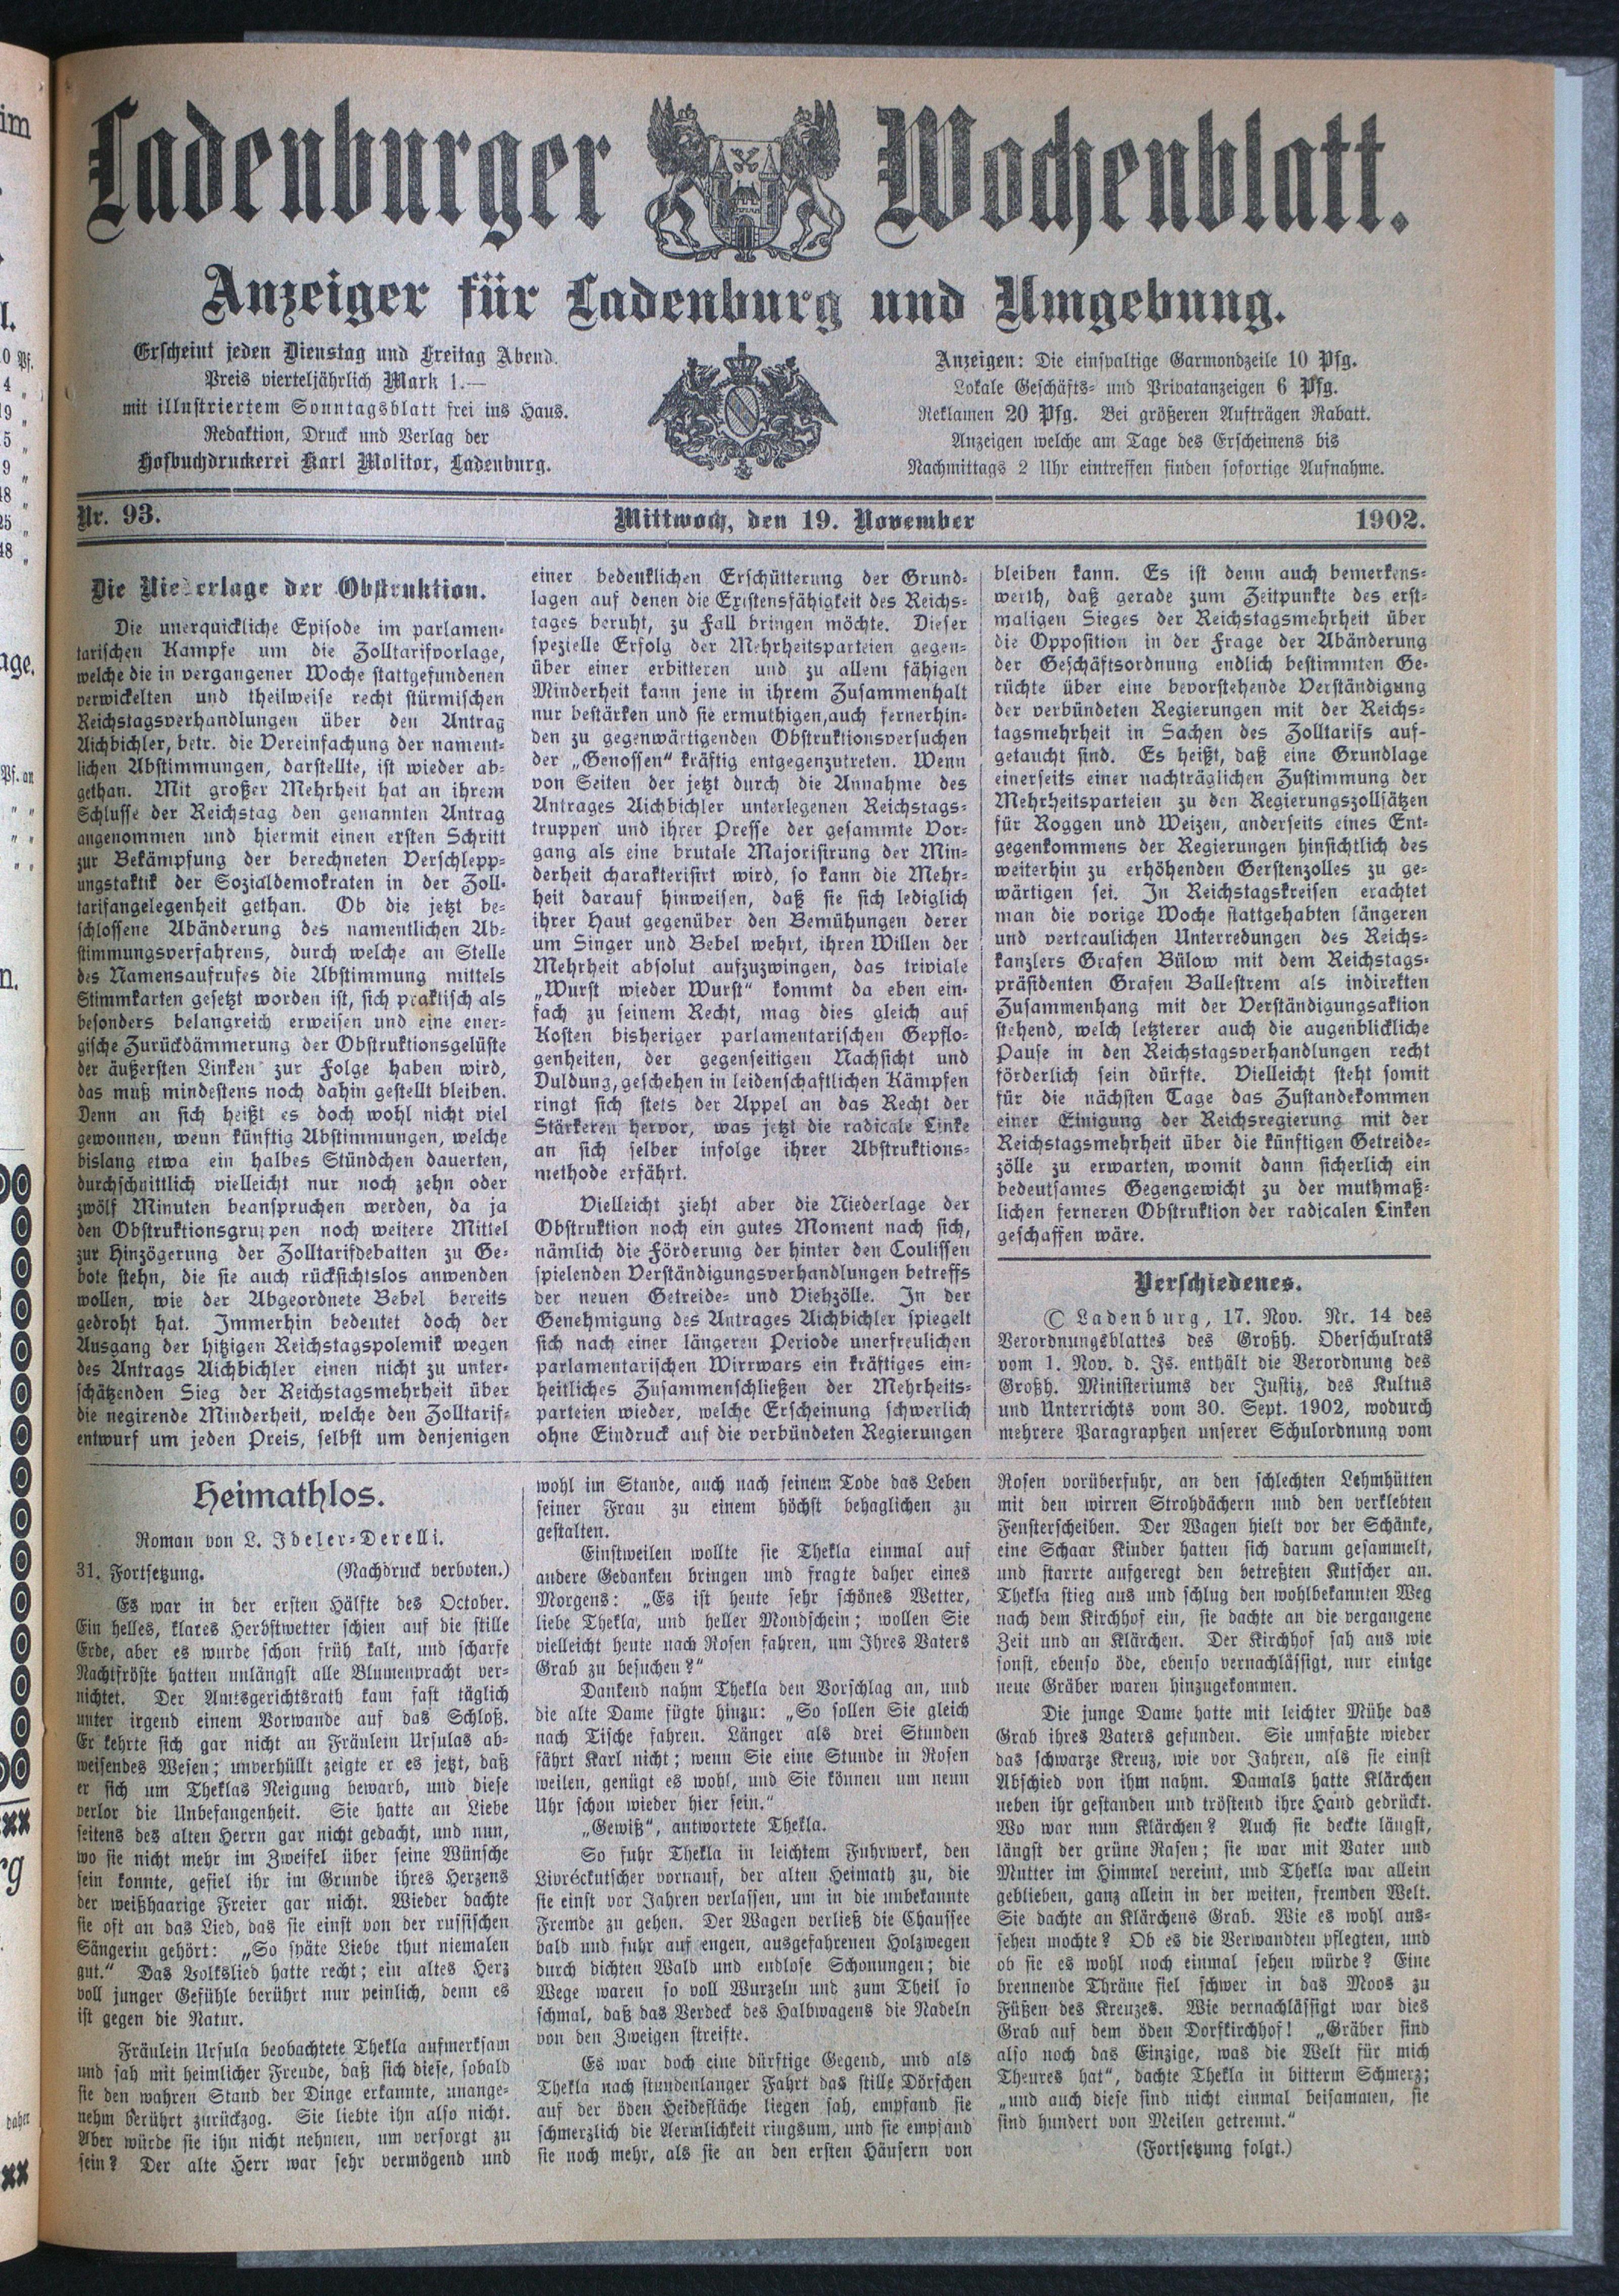 Ladenburger Wochenblatt.
Anzeiger für Ladenburg und Umgebung.
Erscheint jeden Dienstag und Freitag Abend.
Preis vierteljährlich Mark 1.—
mit illustriertem Sonntagsblatt frei ins Haus.
Redaktion, Druck und Verlag der
Hofbuchdruckerei Karl Molitor, Ladenburg.
Anzeigen: Die einspaltige Garmondzeile 10 Pfg.
Lokale Geschäfts- und Privatanzeigen 6 Pfg.
Reklamen 20 Pfg. Bei größeren Aufträgen Rabatt.
Anzeigen welche am Tage des Erscheinens bis
Nachmittags 2 Uhr eintreffen finden sofortige Aufnahme.
Nr. 93. Mittwoch, den 19. November 1902.
Die Niederlage der Obstruktion.
Die unerquickliche Episode im parlamen-
tarischen Kampfe um die Zolltarifvorlage,
welche die in vergangener Woche stattgefundenen
verwickelten und theilweise recht stürmischen
Reichstagsverhandlungen über den Antrag
Aichbichler, betr. die Vereinfachung der nament-
lichen Abstimmungen, darstellte, ist wieder ab-
gethan. Mit großer Mehrheit hat an ihrem
Schlusse der Reichstag den genannten Antrag
angenommen und hiermit einen ersten Schritt
zur Bekämpfung der berechneten Verschlepp-
ungstaktik der Sozialdemokraten in der Zoll-
tarifangelegenheit gethan. Ob die jetzt be-
schlossene Abänderung des namentlichen Ab-
stimmungsverfahrens, durch welche an Stelle
des Namensaufrufes die Abstimmung mittels
Stimmkarten gesetzt worden ist, sich praktisch als
besonders belangreich erweisen und eine ener-
gische Zurückdämmerung der Obstruktionsgelüste
der äußersten Linken zur Folge haben wird,
das muß mindestens noch dahin gestellt bleiben.
Denn an sich heißt es doch wohl nicht viel
gewonnen, wenn künftig Abstimmungen, welche
bislang etwa ein halbes Stündchen dauerten,
durchschnittlich vielleicht nur noch zehn oder
zwölf Minuten beanspruchen werden, da ja
den Obstruktionsgruppen noch weitere Mittel
zur Hinzögerung der Zolltarifdebatten zu Ge-
bote stehn, die sie auch rücksichtslos anwenden
wollen, wie der Abgeordnete Bebel bereits
gedroht hat. Immerhin bedeutet doch der
Ausgang der hitzigen Reichstagspolemik wegen
des Antrags Aichbichler einen nicht zu unter-
schätzenden Sieg der Reichstagsmehrheit über
die negirende Minderheit, welche den Zolltarif-
entwurf um jeden Preis, selbst um denjenigen
einer bedenklichen Erschütterung der Grund-
lagen auf denen die Existensfähigkeit des Reichs-
tages beruht, zu Fall bringen möchte. Dieser
spezielle Erfolg der Mehrheitsparteien gegen-
über einer erbitteren und zu allem fähigen
Minderheit kann jene in ihrem Zusammenhalt
nur bestärken und sie ermuthigen,auch fernerhin-
den zu gegenwärtigenden Obstruktionsversuchen
der „Genossen“ kräftig entgegenzutreten. Wenn
von Seiten der jetzt durch die Annahme des
Antrages Aichbichler unterlegenen Reichstags-
truppen und ihrer Presse der gesammte Vor-
gang als eine brutale Majorisirung der Min-
derheit charakterisirt wird, so kann die Mehr-
heit darauf hinweisen, daß sie sich lediglich
ihrer Haut gegenüber den Bemühungen derer
um Singer und Bebel wehrt, ihren Willen der
Mehrheit absolut aufzuzwingen, das triviale
„Wurst wieder Wurst“ kommt da eben ein-
fach zu seinem Recht, mag dies gleich auf
Kosten bisheriger parlamentarischen Gepflo-
genheiten, der gegenseitigen Nachsicht und
Duldung, geschehen in leidenschaftlichen Kämpfen
ringt sich stets der Appel an das Recht der
Stärkeren hervor, was jetzt die radicale Linke
an sich selber infolge ihrer Abstruktions-
methode erfährt.
Vielleicht zieht aber die Niederlage der
Obstruktion noch ein gutes Moment nach sich,
nämlich die Förderung der hinter den Coulissen
spielenden Verständigungsverhandlungen betreffs
der neuen Getreide- und Viehzölle. In der
Genehmigung des Antrages Aichbichler spiegelt
sich nach einer längeren Periode unerfreulichen
parlamentarischen Wirrwars ein kräftiges ein-
heitliches Zusammenschließen der Mehrheits-
parteien wieder, welche Erscheinung schwerlich
ohne Eindruck auf die verbündeten Regierungen
bleiben kann. Es ist denn auch bemerkens-
werth, daß gerade zum Zeitpunkte des erst-
maligen Sieges der Reichstagsmehrheit über
die Opposition in der Frage der Abänderung
der Geschäftsordnung endlich bestimmten Ge-
rüchte über eine bevorstehende Verständigung
der verbündeten Regierungen mit der Reichs-
tagsmehrheit in Sachen des Zolltarifs auf-
getaucht sind. Es heißt, daß eine Grundlage
einerseits einer nachträglichen Zustimmung der
Mehrheitsparteien zu den Regierungszollsätzen
für Roggen und Weizen, anderseits eines Ent-
gegenkommens der Regierungen hinsichtlich des
weiterhin zu erhöhenden Gerstenzolles zu ge-
wärtigen sei. In Reichstagskreisen erachtet
man die vorige Woche stattgehabten längeren
und vertraulichen Unterredungen des Reichs-
kanzlers Grafen Bülow mit dem Reichstags-
präsidenten Grafen Ballestrem als indirekten
Zusammenhang mit der Verständigungsaktion
stehend, welch letzterer auch die augenblickliche
Pause in den Reichstagsverhandlungen recht
förderlich sein dürfte. Vielleicht steht somit
für die nächsten Tage das Zustandekommen
einer Einigung der Reichsregierung mit der
Reichstagsmehrheit über die künftigen Getreide-
zölle zu erwarten, womit dann sicherlich ein
bedeutsames Gegengewicht zu der muthmaß-
lichen ferneren Obstruktion der radicalen Linken
geschaffen wäre.
Verschiedenes.
© Ladenburg, 17. Nov. Nr. 14 des
Verordnungsblattes des Großh. Oberschulrats
vom 1. Nov. d. Js. enthält die Verordnung des
Großh. Ministeriums der Justiz, des Kultus
und Unterrichts vom 30. Sept. 1902, wodurch
mehrere Paragraphen unserer Schulordnung vom
Heimathlos.
Roman von L. Ideler-Derelli.
31. Fortsetzung. (Nachdruck verboten.)
Es war in der ersten Hälfte des October.
Ein helles, klares Herbstwetter schien auf die stille
Erde, aber es wurde schon früh kalt, und scharfe
Nachtfröste hatten unlängst alle Blumenpracht ver-
nichtet. Der Amtsgerichtsrath kam fast täglich
unter irgend einem Vorwande auf das Schloß.
Er kehrte sich gar nicht an Fräulein Ursulas ab-
weisendes Wesen; unverhüllt zeigte er es jetzt, daß
er sich um Theklas Neigung bewarb, und diese
verlor die Unbefangenheit. Sie hatte an Liebe
seitens des alten Herrn gar nicht gedacht, und nun,
wo sie nicht mehr im Zweifel über seine Wünsche
sein konnte, gefiel ihr im Grunde ihres Herzens
der weißhaarige Freier gar nicht. Wieder dachte
sie oft an das Lied, das sie einst von der russischen
Sängerin gehört: „So späte Liebe thut niemalen
gut.“ Das Volkslied hatte recht; ein altes Herz
voll junger Gefühle berührt nur peinlich, denn es
ist gegen die Natur.
Fräulein Ursula beobachtete Thekla aufmerksam
und sah mit heimlicher Freude, daß sich diese, sobald
sie den wahren Stand der Dinge erkannte, unange-
nehm berührt zurückzog. Sie liebte ihn also nicht.
Aber würde sie ihn nicht nehmen, um versorgt zu
sein? Der alte Herr war sehr vermögend und
wohl im Stande, auch nach seinem Tode das Leben
seiner Frau zu einem höchst behaglichen zu
gestalten.
Einstweilen wollte sie Thekla einmal auf
andere Gedanken bringen und fragte daher eines
Morgens: „Es ist heute sehr schönes Wetter,
liebe Thekla, und heller Mondschein; wollen Sie
vielleicht heute nach Rosen fahren, um Ihres Vaters
Grab zu besuchen?“
Dankend nahm Thekla den Vorschlag an, und
die alte Dame fügte hinzu: „So sollen Sie gleich
nach Tische fahren. Länger als drei Stunden
fährt Karl nicht; wenn Sie eine Stunde in Rosen
weilen, genügt es wohl, und Sie können um neun
Uhr schon wieder hier sein.“
„Gewiß“, antwortete Thekla.
So fuhr Thekla in leichtem Fuhrwerk, den
Livréekutscher vornauf, der alten Heimath zu, die
sie einst vor Jahren verlassen, um in die unbekannte
Fremde zu gehen. Der Wagen verließ die Chaussee
bald und fuhr auf engen, ausgefahrenen Holzwegen
durch dichten Wald und endlose Schonungen; die
Wege waren so voll Wurzeln und zum Theil so
schmal, daß das Verdeck des Halbwagens die Nadeln
von den Zweigen streifte.
Es war doch eine dürftige Gegend, und als
Thekla nach stundenlanger Fahrt das stille Dörfchen
auf der öden Heidefläche liegen sah, empfand sie
schmerzlich die Aermlichkeit ringsum, und sie empfand
sie noch mehr, als sie an den ersten Häusern von
Rosen vorüberfuhr, an den schlechten Lehmhütten
mit den wirren Strohdächern und den verklebten
Fensterscheiben. Der Wagen hielt vor der Schänke,
eine Schaar Kinder hatten sich darum gesammelt,
und starrte aufgeregt den betreßten Kutscher an.
Thekla stieg aus und schlug den wohlbekannten Weg
nach dem Kirchhof ein, sie dachte an die vergangene
Zeit und an Klärchen. Der Kirchhof sah aus wie
sonst, ebenso öde, ebenso vernachlässigt, nur einige
neue Gräber waren hinzugekommen.
Die junge Dame hatte mit leichter Mühe das
Grab ihres Vaters gefunden. Sie umfaßte wieder
das schwarze Kreuz, wie vor Jahren, als sie einst
Abschied von ihm nahm. Damals hatte Klärchen
neben ihr gestanden und tröstend ihre Hand gedrückt.
Wo war nun Klärchen? Auch sie deckte längst,
längst der grüne Rasen; sie war mit Vater und
Mutter im Himmel vereint, und Thekla war allein
geblieben, ganz allein in der weiten, fremden Welt.
Sie dachte an Klärchens Grab. Wie es wohl aus-
sehen mochte? Ob es die Verwandten pflegten, und
ob sie es wohl noch einmal sehen würde? Eine
brennende Thräne fiel schwer in das Moos zu
Füßen des Kreuzes. Wie vernachlässigt war dies
Grab auf dem öden Dorfkirchhof! „Gräber sind
also noch das Einzige, was die Welt für mich
Theures hat“, dachte Thekla in bitterm Schmerz;
„und auch diese sind nicht einmal beisammen, sie
sind hundert von Meilen getrennt.“
(Fortsetzung folgt.)